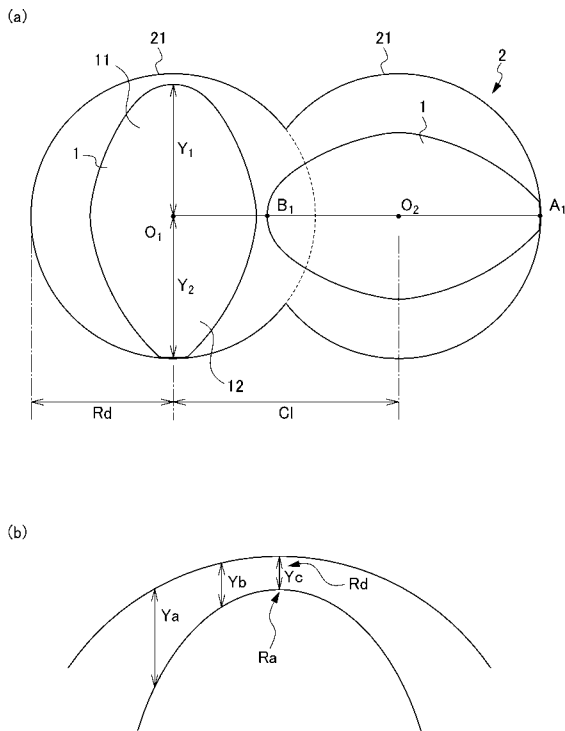 (a)
21
21
11
2
1
1
Y₁
B₁
O₂
A₁
O₁
Y₂
12
Rd
Cl
(b)
Yb
Yc
Rd
Ya
Ra